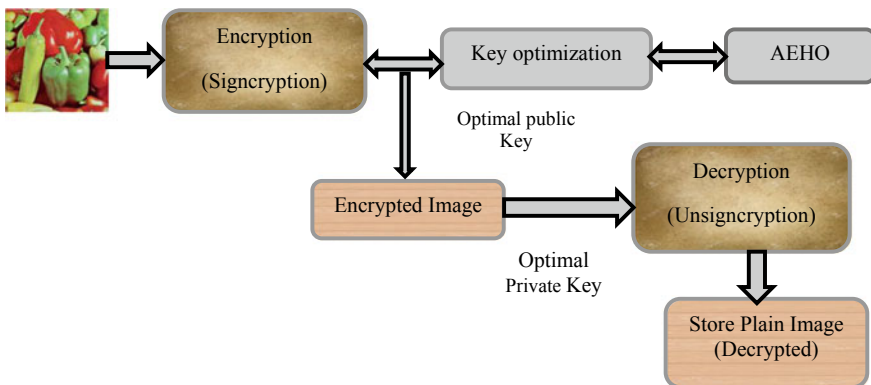 Encryption
(Signcryption)
Key optimization
AEHO
Optimal public
Key
Encrypted Image
Decryption
(Unsigncryption)
Optimal
Private Key
Store Plain Image
(Decrypted)